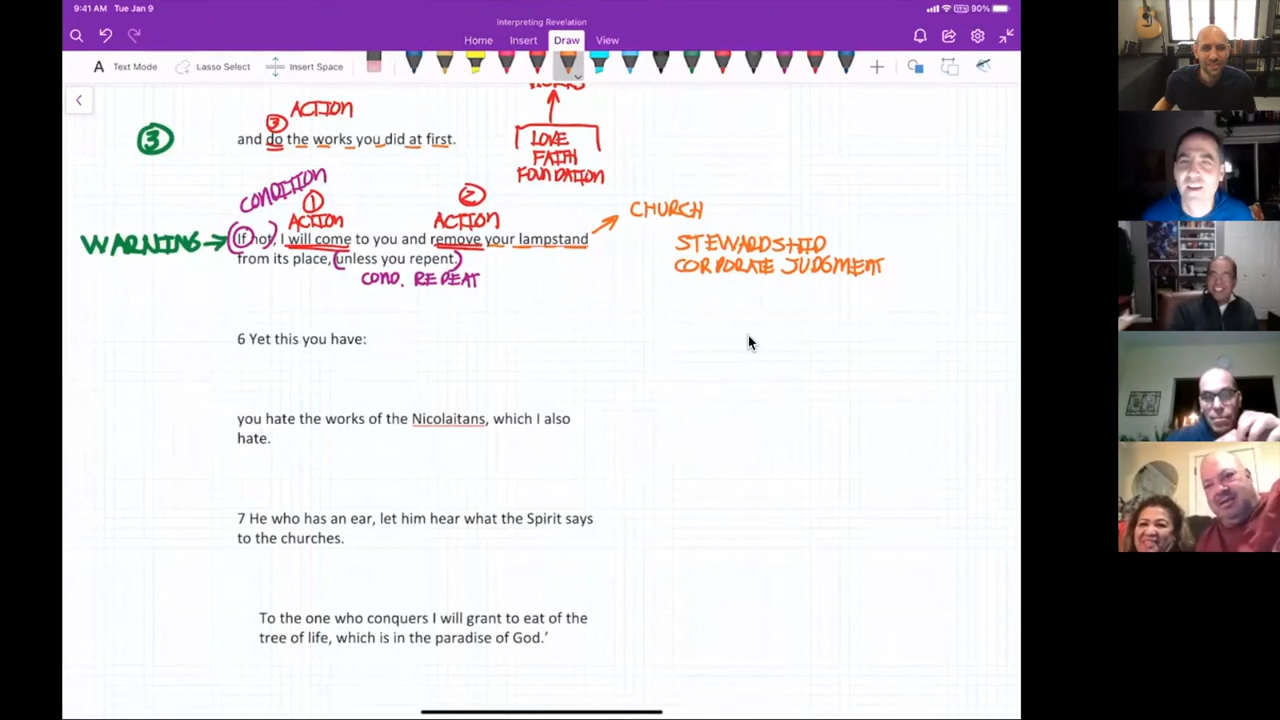 9:41 AM Tue Jan 9
90%
Interpreting Revelation
Home Insert Draw View
Text Mode Lasso Select Insert Space
ACTION
3
3 and do the works you did at first.
LOVE
FAITH
FOUNDATION
CONDITION
1 2
ACTION ACTION
CHURCH
WARNING If not, I will come to you and remove your lampstand
from its place, (unless you repent.)
STEWARDSHIP
CORPORATE JUDGMENT
COND. REPEAT
6 Yet this you have:
you hate the works of the Nicolaitans, which I also
hate.
7 He who has an ear, let him hear what the Spirit says
to the churches.
To the one who conquers I will grant to eat of the
tree of life, which is in the paradise of God.’